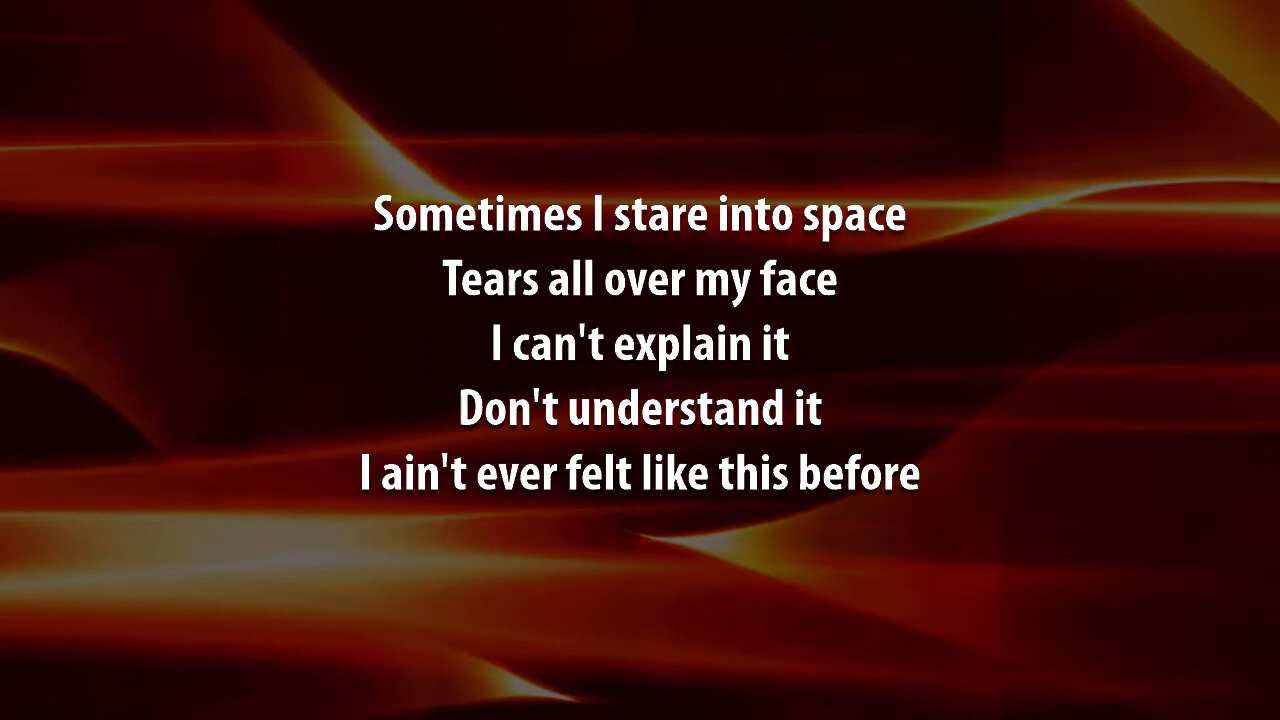 Sometimes I stare into space
Tears all over my face
I can't explain it
Don't understand it
I ain't ever felt like this before